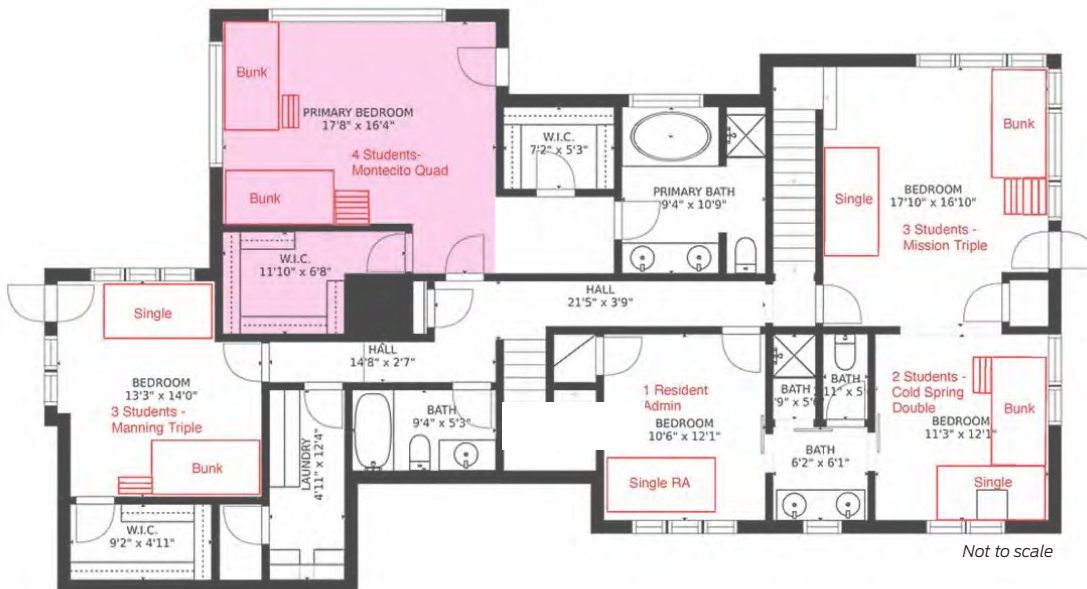 Bunk
PRIMARY BEDROOM
17'8" x 16'4"
4 Students-
Montecito Quad
Bunk
W.I.C.
7'2" x 5'3"
PRIMARY BATH
9'4" x 10'9"
Bunk
Single
BEDROOM
17'10" x 16'10"
3 Students -
Mission Triple
W.I.C.
11'10" x 6'8"
HALL
21'5" x 3'9"
Single
HALL
14'8" x 2'7"
BEDROOM
13'3" x 14'0"
3 Students -
Manning Triple
Bunk
BATH
9'4" x 5'3"
LAUNDRY
4'11" x 12'4"
1 Resident
Admin
BEDROOM
10'6" x 12'1"
Single RA
BATH
'9" x 5'6"
BATH
11" x 5'
BATH
6'2" x 6'1"
2 Students -
Cold Spring
Double
BEDROOM
11'3" x 12'1"
Bunk
Single
W.I.C.
9'2" x 4'11"
Not to scale